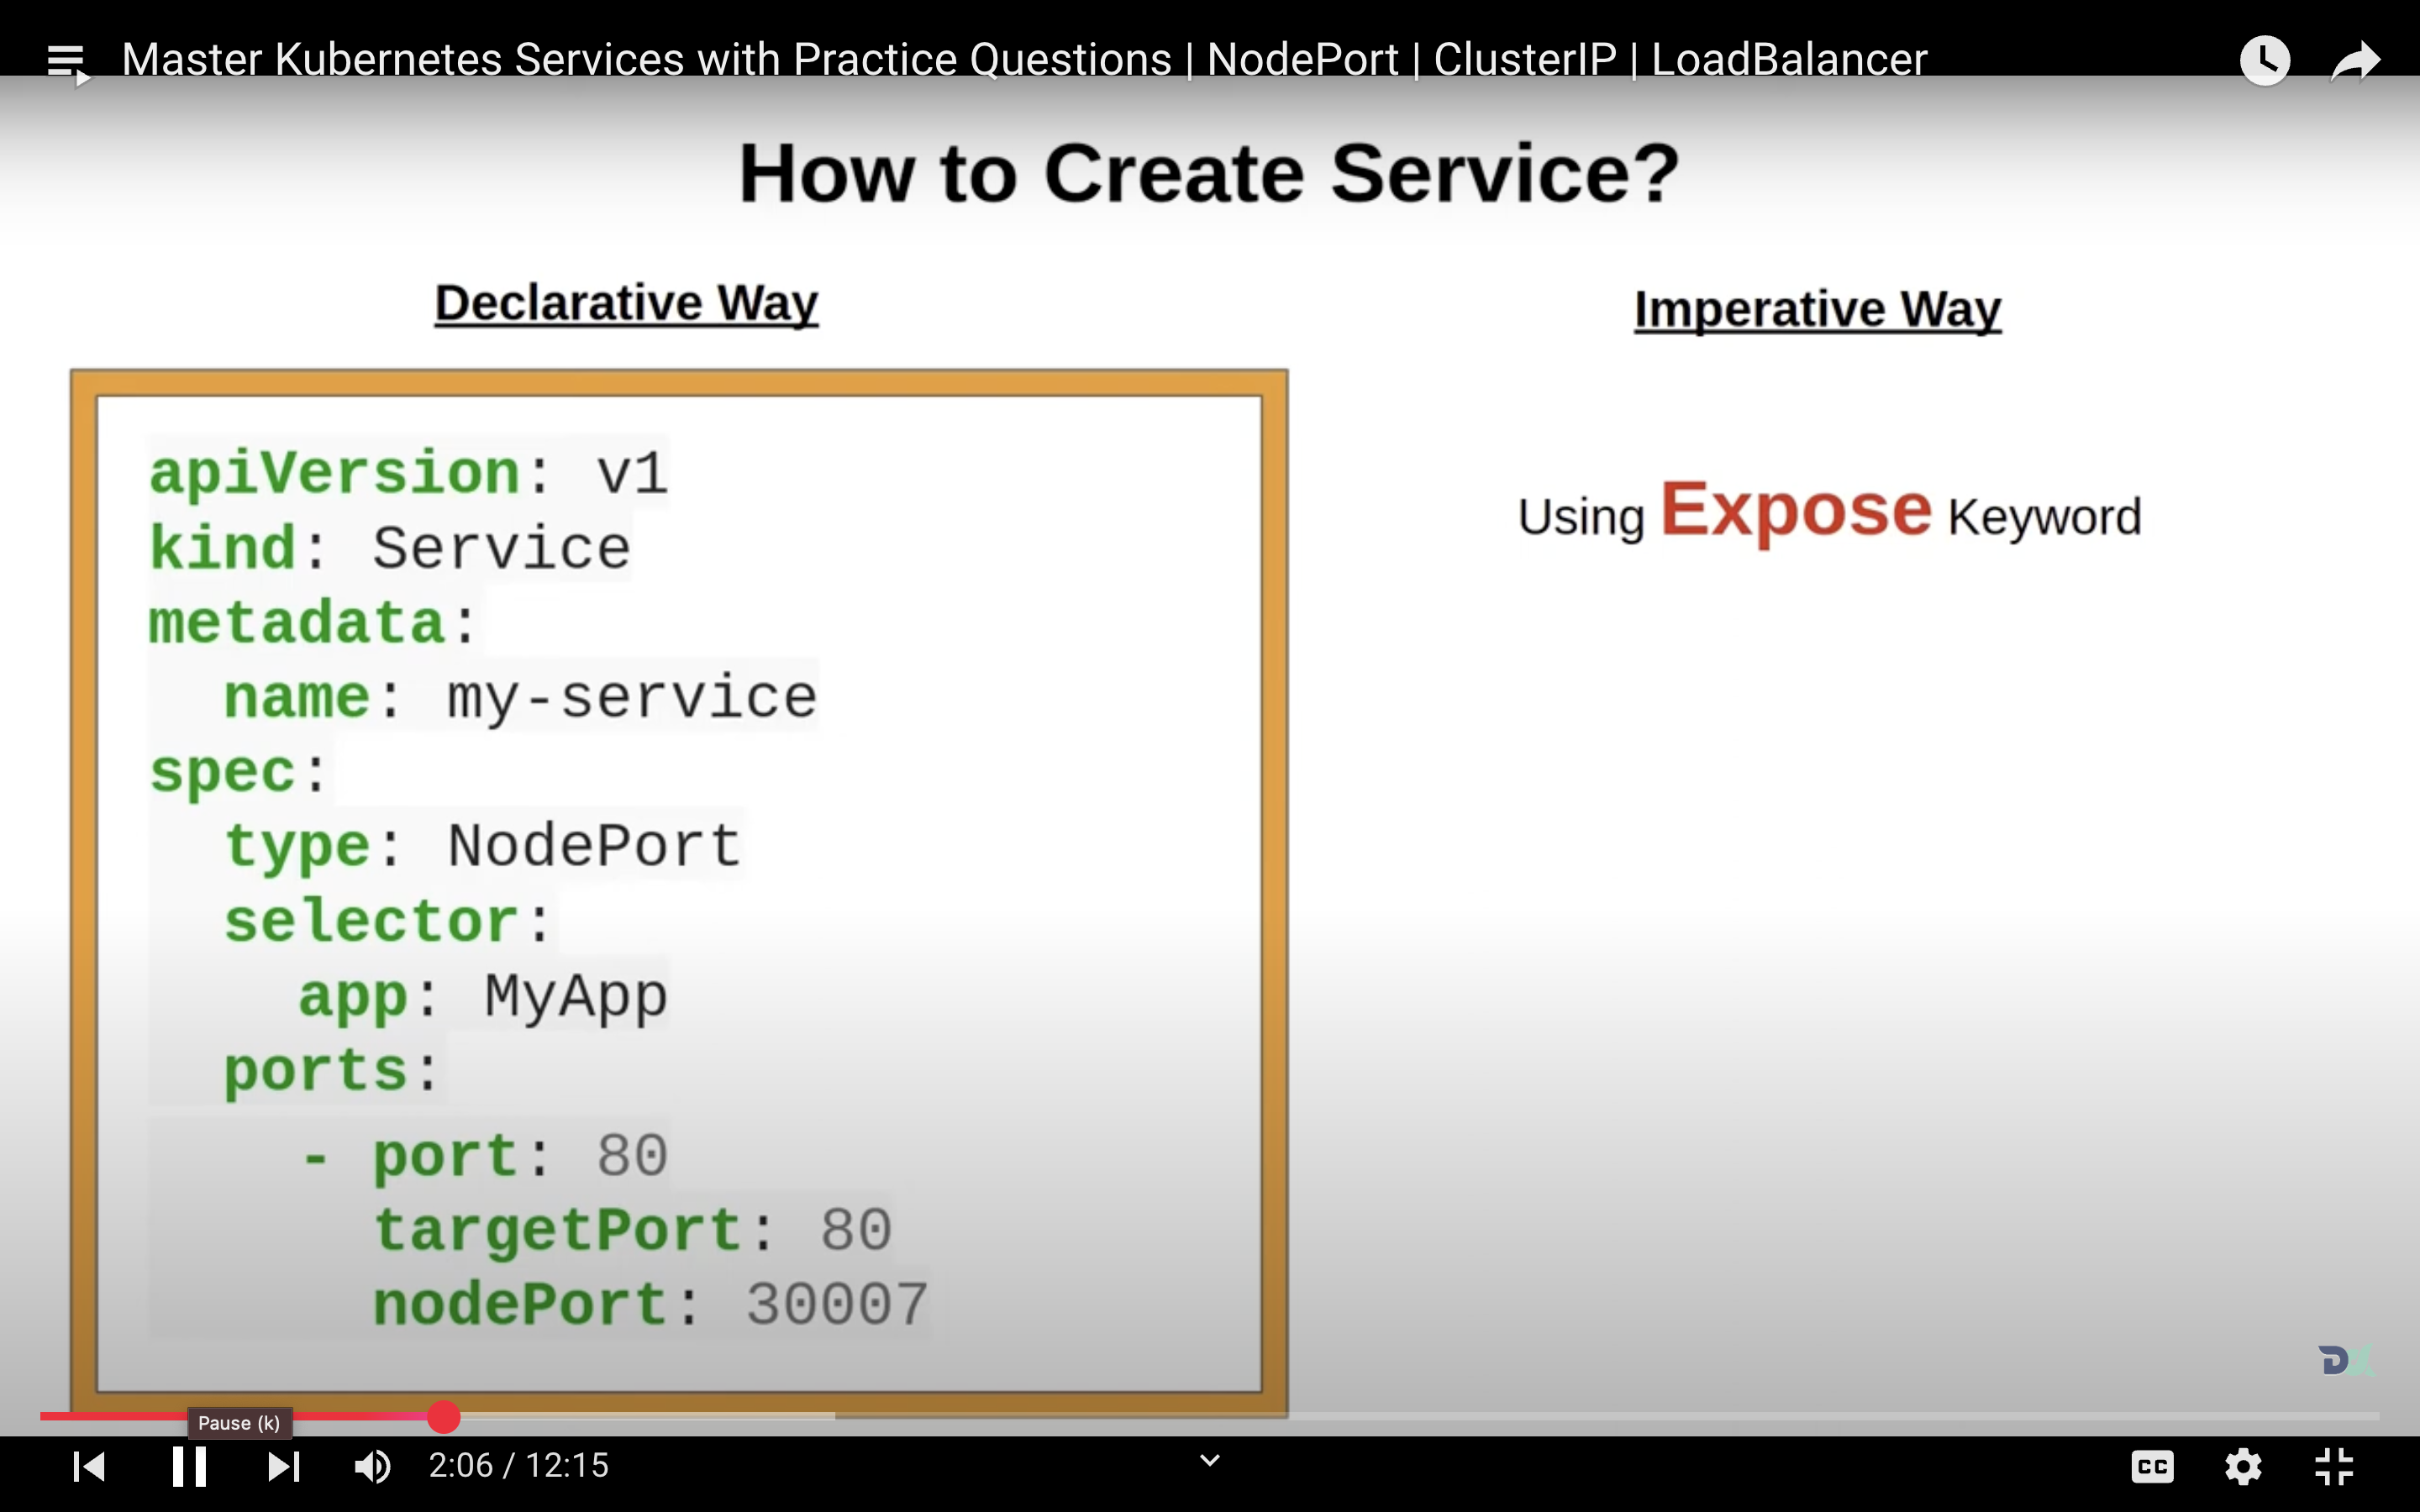 Master Kubernetes Services with Practice Questions | NodePort | ClusterIP | LoadBalancer
How to Create Service?
Declarative Way
apiVersion: v1
kind: Service
metadata:
  name: my-service
spec:
  type: NodePort
  selector:
    app: MyApp
  ports:
    - port: 80
      targetPort: 80
      nodePort: 30007
Imperative Way
Using Expose Keyword
DX
Pause (k)
2:06 / 12:15
CC